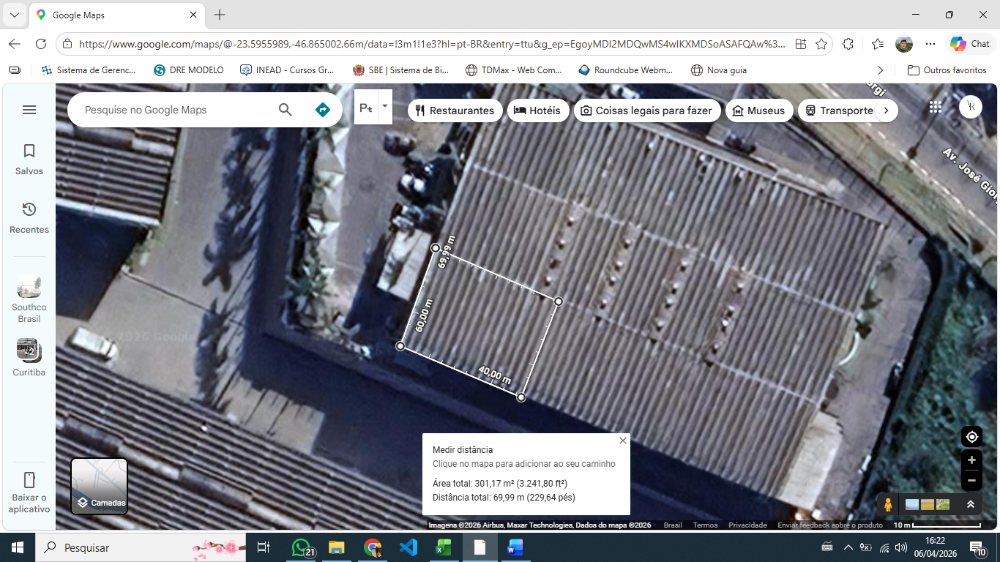 Google Maps
https://www.google.com/maps/@-23.5955989,-46.865002,66m/data=!3m1!1e3?hl=pt-BR&entry=ttu&g_ep=EgoyMDI2MDQwMS4wIKXMDSoASAFQAw%3...
Chat
Sistema de Gerenc...
DRE MODELO
INEAD - Cursos Gr...
SBE | Sistema de Bi...
TDMax - Web Com...
Roundcube Webm...
Nova guia
Outros favoritos
Pesquise no Google Maps
Restaurantes
Hotéis
Coisas legais para fazer
Museus
Transporte
Salvos
Recentes
Southco
Brasil
+2
Curitiba
Baixar o
aplicativo
Camadas
Av. José Gior
69,99 m
60,00 m
40,00 m
2026 Google
Medir distância
Clique no mapa para adicionar ao seu caminho
Área total: 301,17 m² (3.241,80 ft²)
Distância total: 69,99 m (229,64 pés)
Imagens ©2026 Airbus, Maxar Technologies, Dados do mapa ©2026
Brasil
Termos
Privacidade
Enviar feedback sobre o produto
10 m
Pesquisar
21
16:22
06/04/2026
10